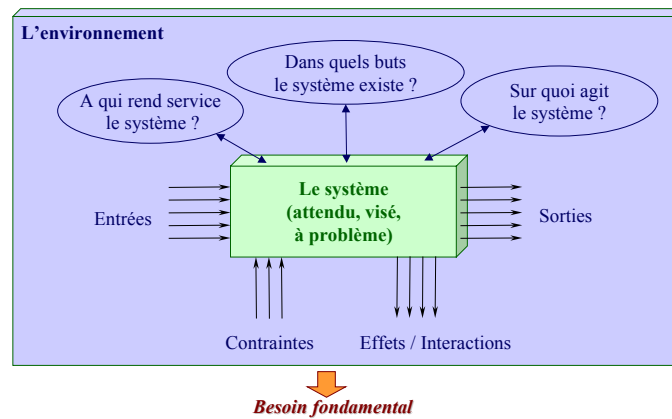 L'environnement
Dans quels buts
le système existe ?
A qui rend service
le système ?
Sur quoi agit
le système ?
Le système
(attendu, visé,
à problème)
Entrées
Sorties
Contraintes
Effets / Interactions
Besoin fondamental